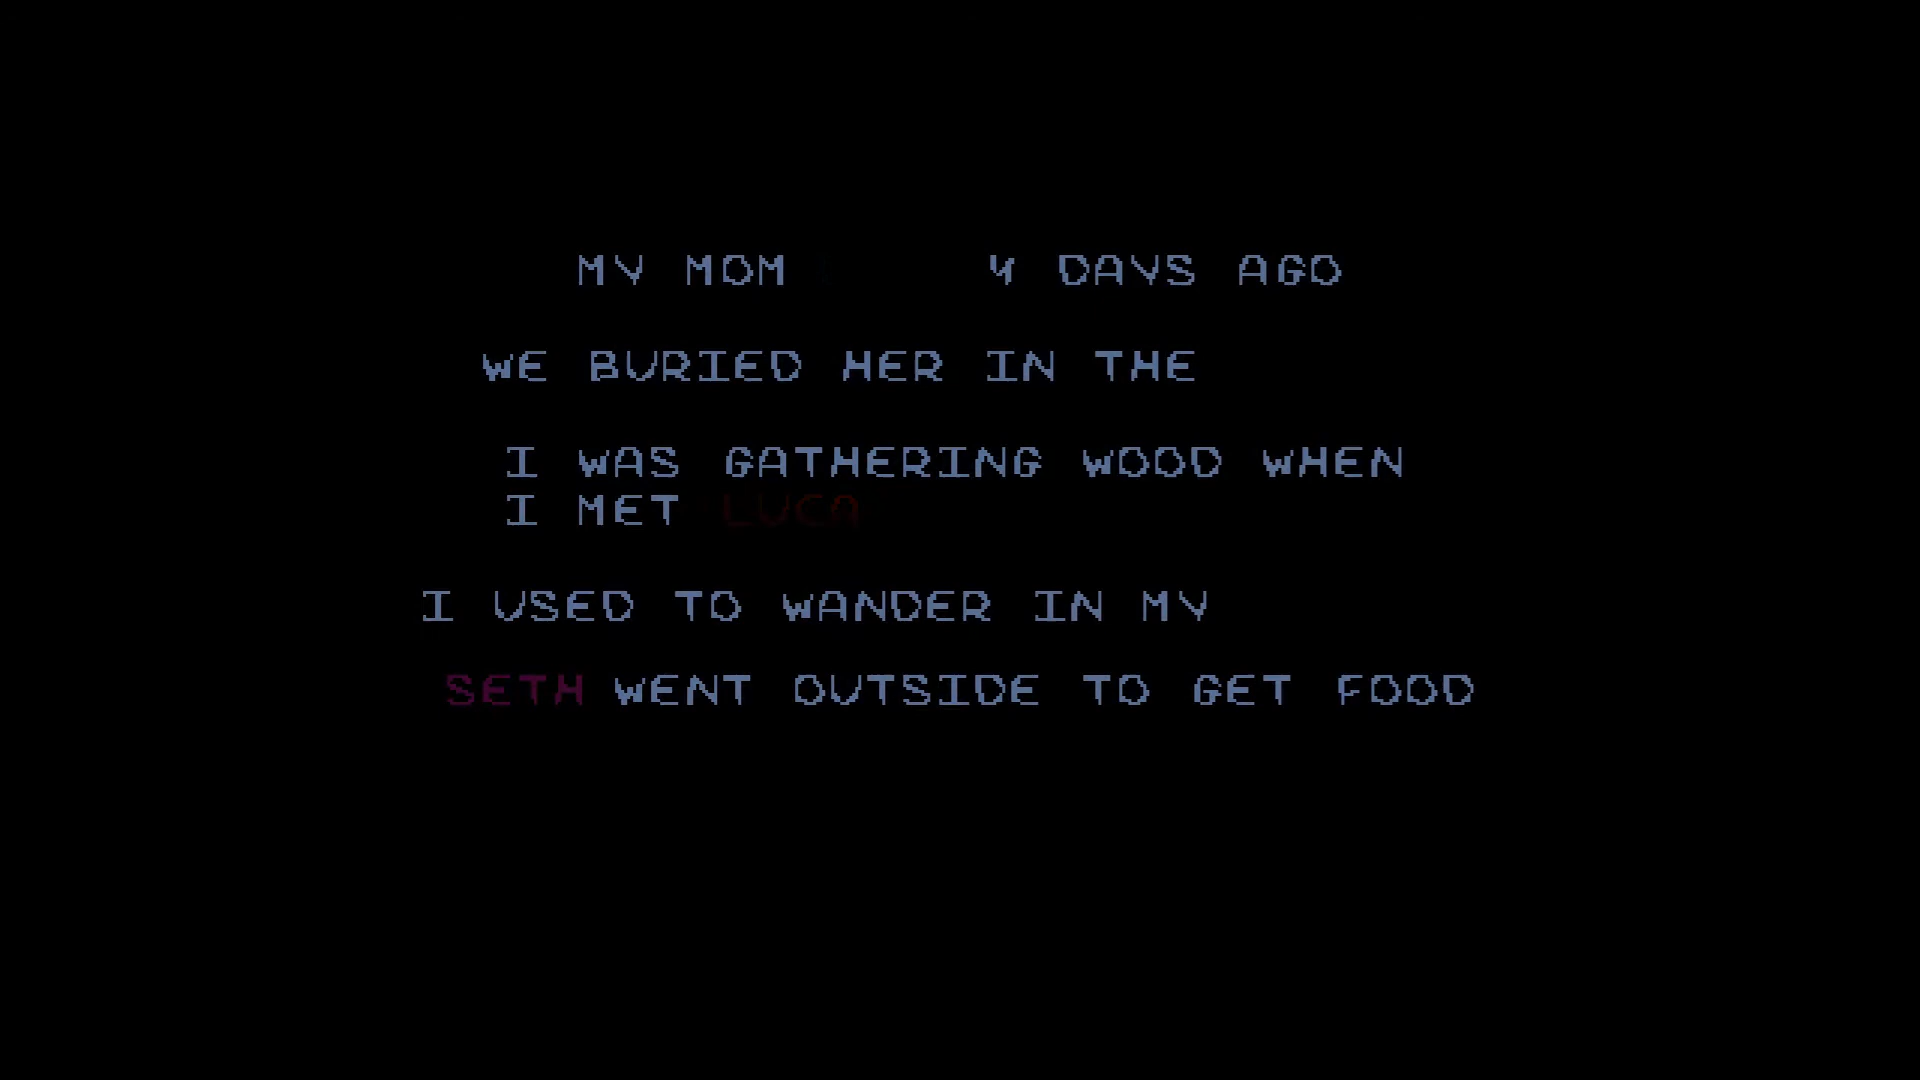 MY MOM 4 DAYS AGO
WE BURIED HER IN THE
I WAS GATHERING WOOD WHEN
I MET LUCA
I USED TO WANDER IN MY
SETH WENT OUTSIDE TO GET FOOD